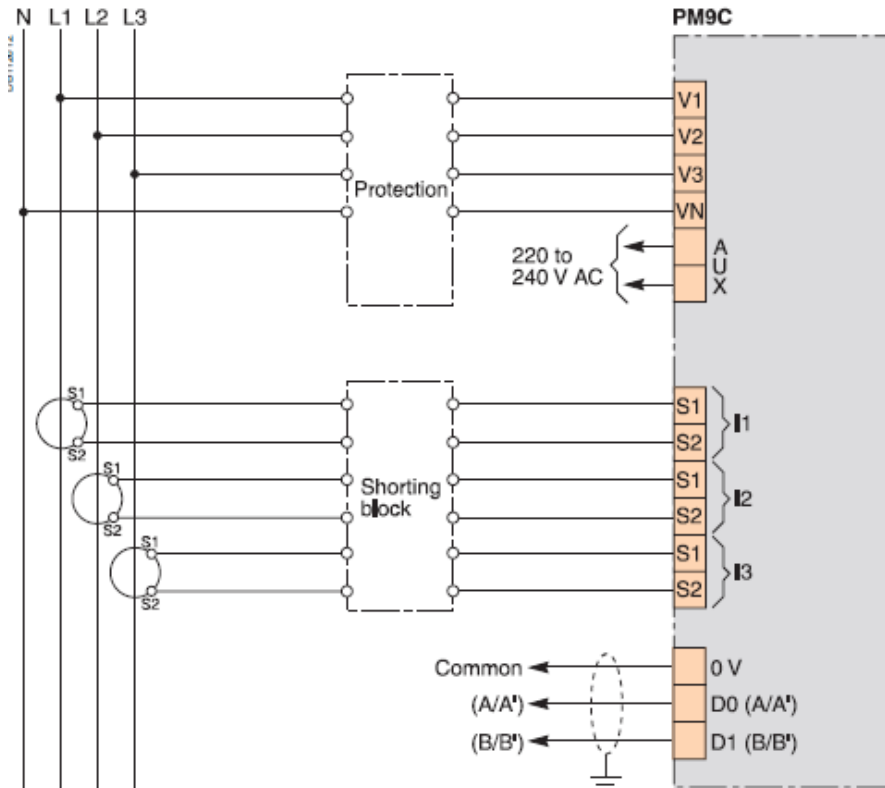 N L1 L2 L3
PM9C
V1
V2
V3
VN
Protection
220 to
240 V AC
A
U
X
S1
S2
S1
S2
S1
S2
Shorting
block
S1
S2
I1
S1
S2
I2
S1
S2
I3
Common
0 V
(A/A')
D0 (A/A')
(B/B')
D1 (B/B')